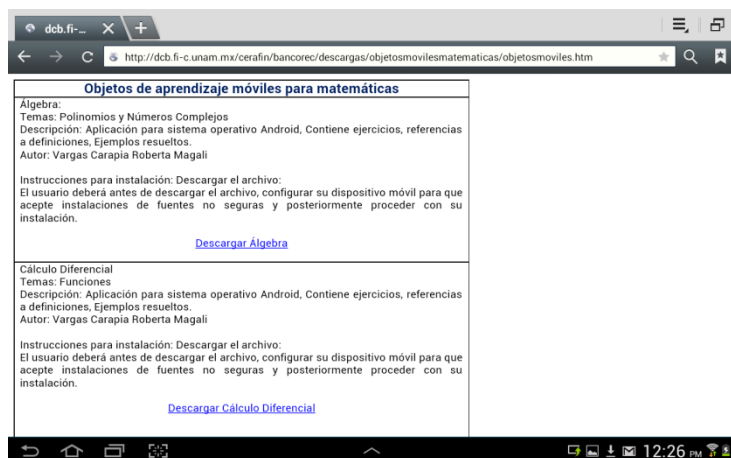 dcb.fi-...
http://dcb.fi-c.unam.mx/cerafin/bancorec/descargas/objetosmovilesmatematicas/objetosmoviles.htm
Objetos de aprendizaje móviles para matemáticas
Álgebra:
Temas: Polinomios y Números Complejos
Descripción: Aplicación para sistema operativo Android, Contiene ejercicios, referencias
a definiciones, Ejemplos resueltos.
Autor: Vargas Carapia Roberta Magali
Instrucciones para instalación: Descargar el archivo:
El usuario deberá antes de descargar el archivo, configurar su dispositivo móvil para que
acepte instalaciones de fuentes no seguras y posteriormente proceder con su
instalación.
Descargar Álgebra
Cálculo Diferencial
Temas: Funciones
Descripción: Aplicación para sistema operativo Android, Contiene ejercicios, referencias
a definiciones, Ejemplos resueltos.
Autor: Vargas Carapia Roberta Magali
Instrucciones para instalación: Descargar el archivo:
El usuario deberá antes de descargar el archivo, configurar su dispositivo móvil para que
acepte instalaciones de fuentes no seguras y posteriormente proceder con su
instalación.
Descargar Cálculo Diferencial
12:26 PM